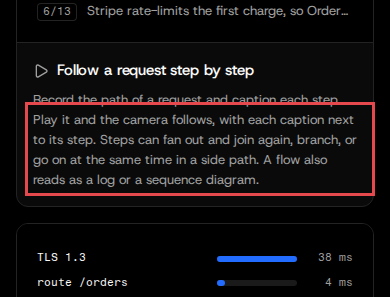 6/13 Stripe rate-limits the first charge, so Order...
Follow a request step by step
Record the path of a request and caption each step.
Play it and the camera follows, with each caption next
to its step. Steps can fan out and join again, branch, or
go on at the same time in a side path. A flow also
reads as a log or a sequence diagram.
TLS 1.3 38 ms
route /orders 4 ms